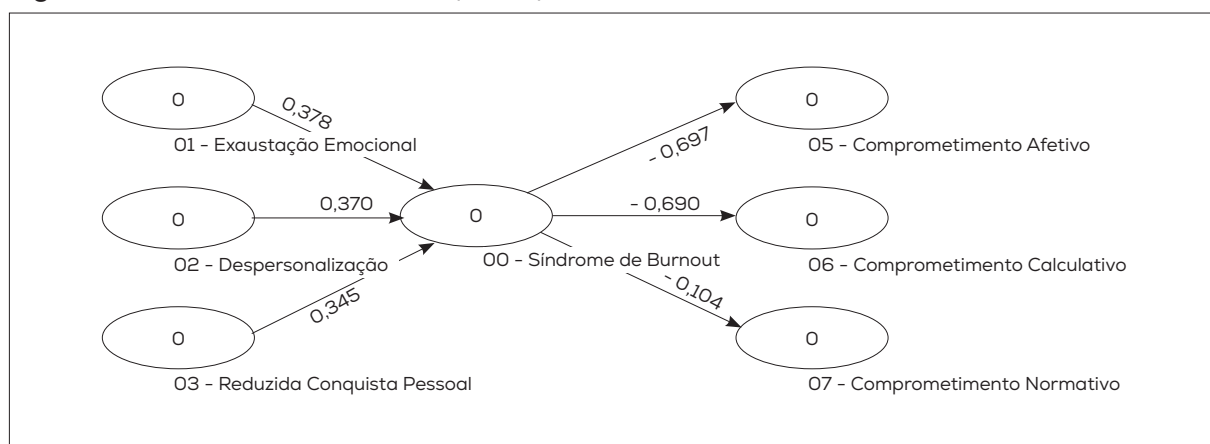 0
0,378
01 - Exaustação Emocional
0
0,370
02 - Despersonalização
0
0,345
03 - Reduzida Conquista Pessoal
0
00 - Síndrome de Burnout
- 0,697
0
05 - Comprometimento Afetivo
- 0,690
0
06 - Comprometimento Calculativo
- 0,104
0
07 - Comprometimento Normativo